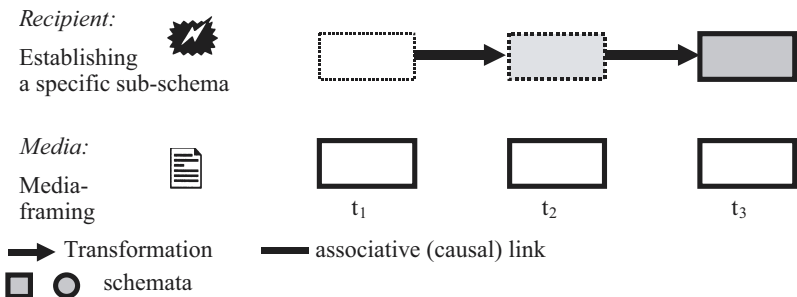 Recipient:
Establishing
a specific sub-schema
Media:
Media-
framing
t₁ t₂ t₃
Transformation associative (causal) link
schemata